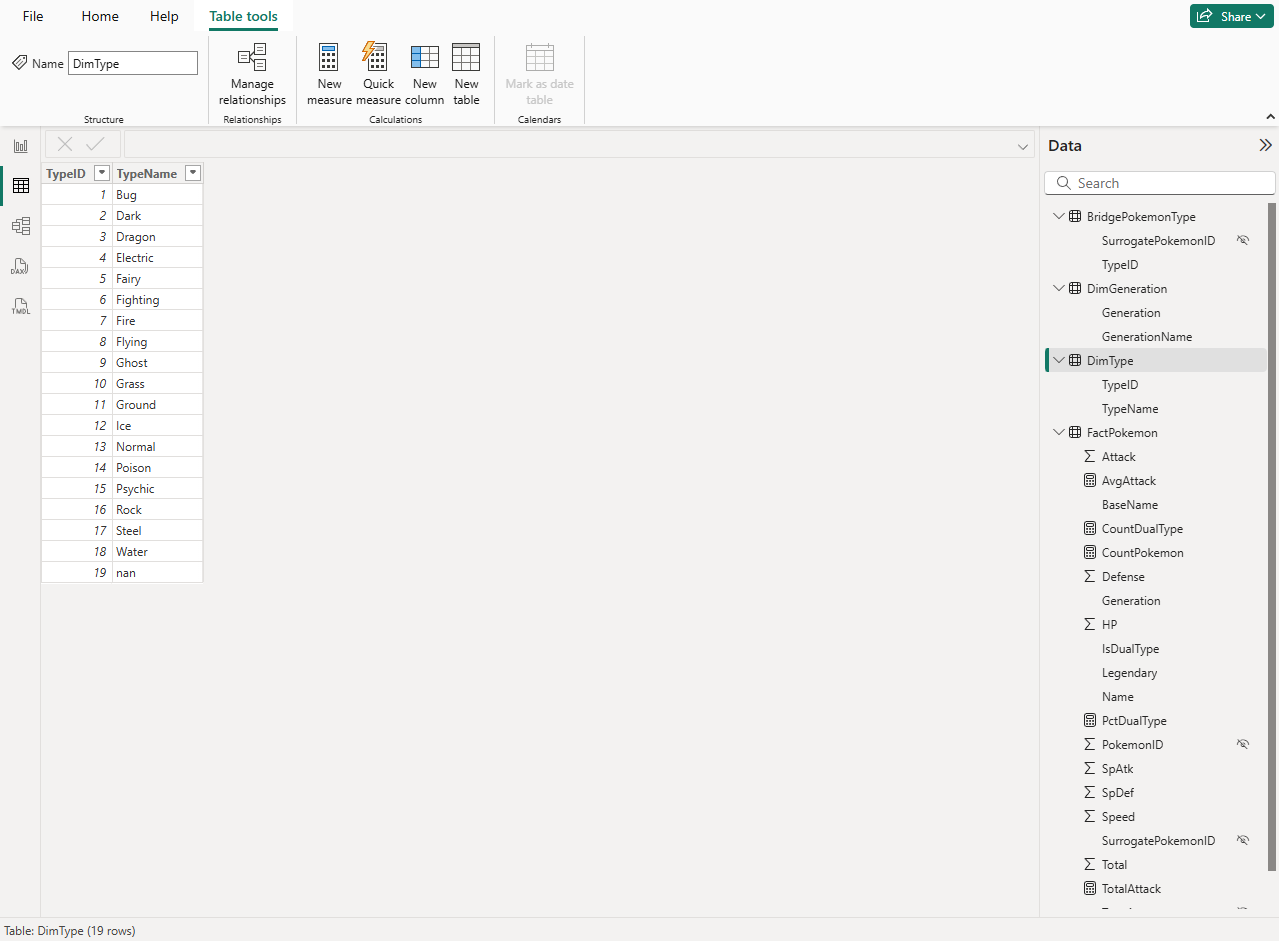 File Home Help Table tools Share
Name DimType
Manage relationships
New measure
Quick measure
New column
New table
Mark as date table
Structure Relationships Calculations Calendars
Data
Search
TypeID TypeName
1 Bug
2 Dark
3 Dragon
4 Electric
5 Fairy
6 Fighting
7 Fire
8 Flying
9 Ghost
10 Grass
11 Ground
12 Ice
13 Normal
14 Poison
15 Psychic
16 Rock
17 Steel
18 Water
19 nan
DAX
TMDL
BridgePokemonType
SurrogatePokemonID
TypeID
DimGeneration
Generation
GenerationName
DimType
TypeID
TypeName
FactPokemon
Attack
AvgAttack
BaseName
CountDualType
CountPokemon
Defense
Generation
HP
IsDualType
Legendary
Name
PctDualType
PokemonID
SpAtk
SpDef
Speed
SurrogatePokemonID
Total
TotalAttack
Table: DimType (19 rows)